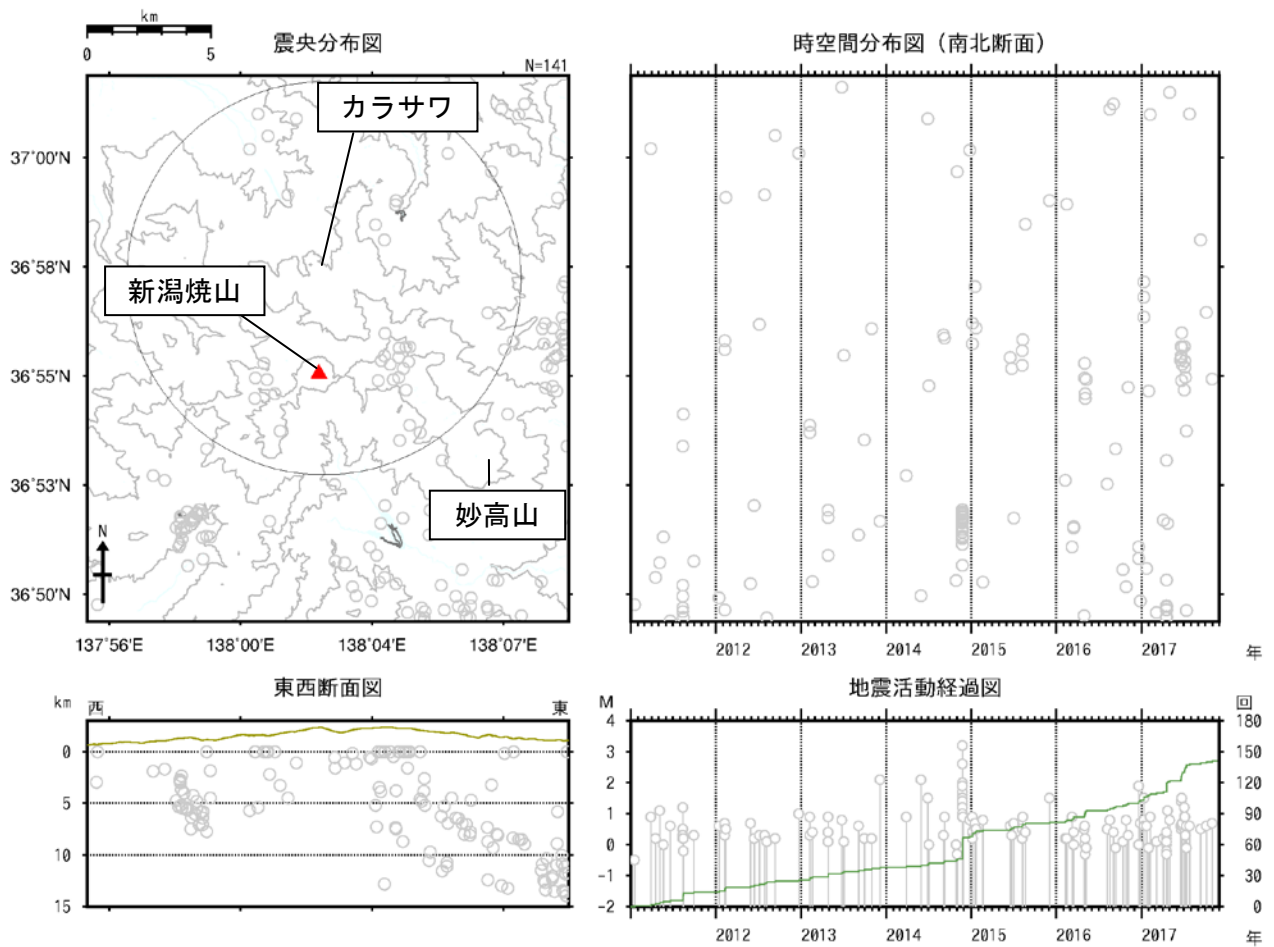 km
0 5
震央分布図
N=141
カラサワ
新潟焼山
妙高山
N
37°00'N
36°58'N
36°55'N
36°53'N
36°50'N
137°56'E 138°00'E 138°04'E 138°07'E
時空間分布図（南北断面）
2012 2013 2014 2015 2016 2017 年
東西断面図
km 西 東
0
5
10
15
地震活動経過図
M 回
4 180
3 150
2 120
1 90
0 60
-1 30
-2 0
2012 2013 2014 2015 2016 2017 年